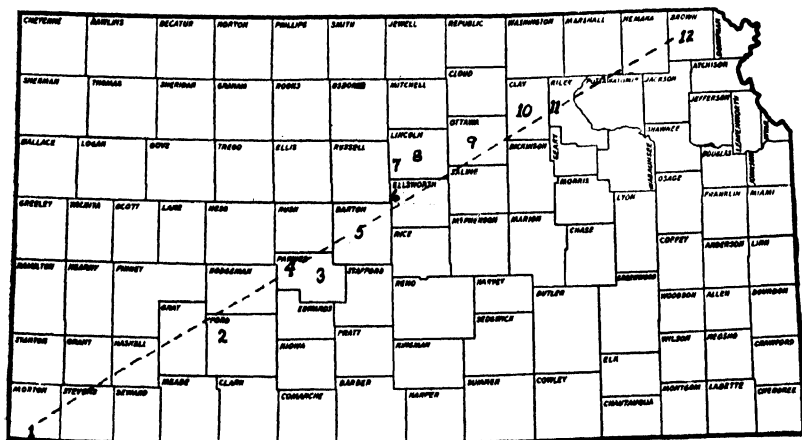 CHEYENNE RAWLINS DECATUR NORTON PHILLIPS SMITH JEWELL REPUBLIC WASHINGTON MARSHALL NEMAHA BROWN
12
CLOUD ATCHISON
SHERMAN THOMAS SHERIDAN GRAHAM ROOKS OSBORNE MITCHELL CLAY RILEY POTTAWATOMIE JACKSON
JEFFERSON LEAVENWORTH
10 11
OTTAWA
LINCOLN SHAWNEE
WALLACE LOGAN GOVE TREGO ELLIS RUSSELL 7 8 9 DICKINSON GEARY
WABAUNSEE DOUGLAS
SALINE
ELLSWORTH MORRIS OSAGE
6
GREELEY WICHITA SCOTT LANE NESS RUSH BARTON LYON FRANKLIN MIAMI
RICE MCPHERSON MARION CHASE
5
COFFEY ANDERSON LINN
HAMILTON KEARNY FINNEY HODGEMAN PAWNEE STAFFORD
4 3
RENO HARVEY GREENWOOD
BUTLER WOODSON ALLEN BOURBON
GRAY EDWARDS
FORD SEDGWICK
2
STANTON GRANT HASKELL KIOWA PRATT KINGMAN WILSON NEOSHO CRAWFORD
ELK
MORTON STEVENS SEWARD MEADE CLARK COMANCHE BARBER HARPER SUMNER COWLEY MONTGOM LABETTE CHEROKEE
CHAUTAUQUA
1